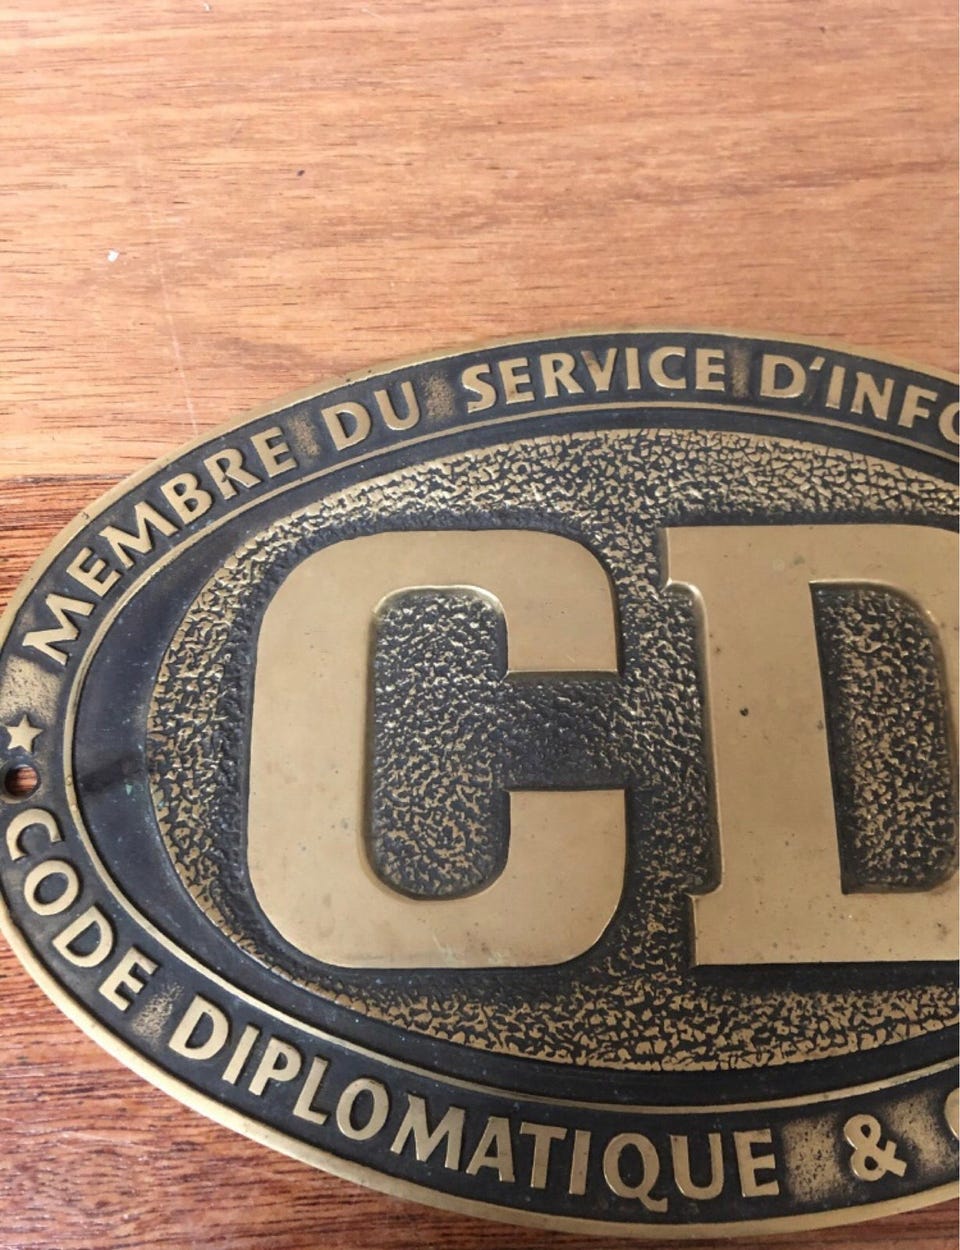 MEMBRE DU SERVICE D'INFO
CD
CODE DIPLOMATIQUE &